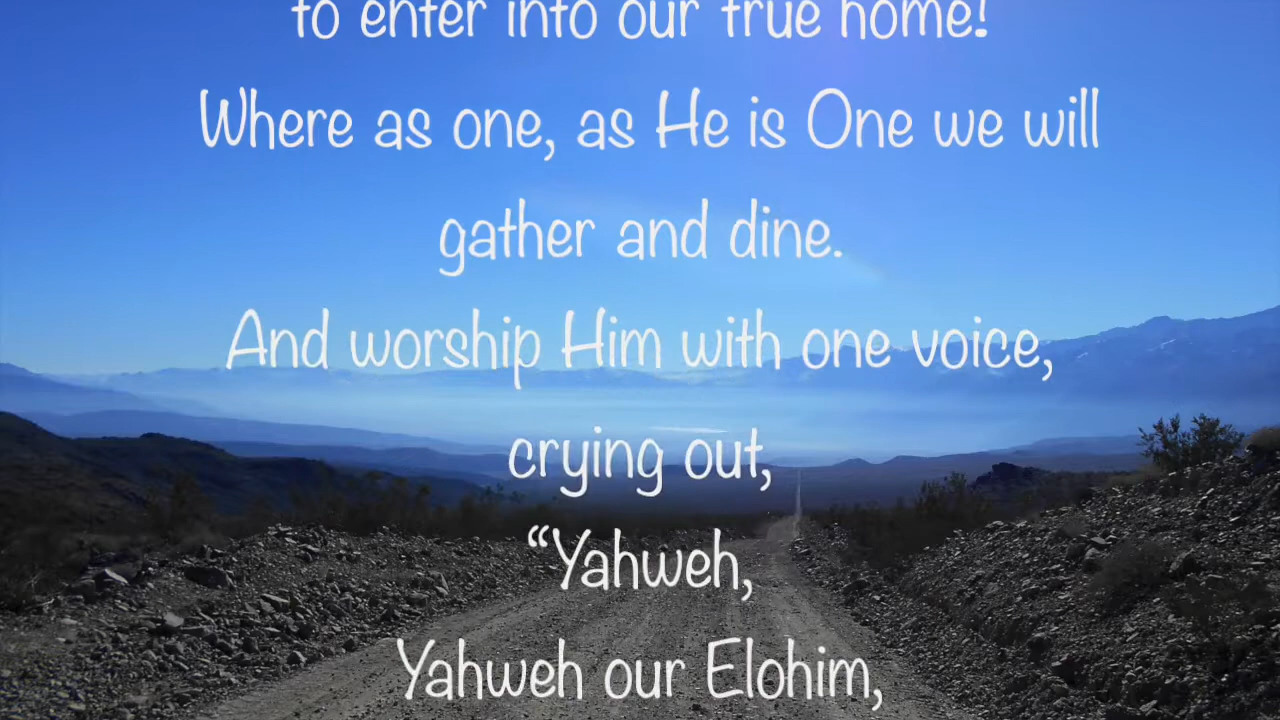 to enter into our true home!
Where as one, as He is One we will
gather and dine.
And worship Him with one voice,
crying out,
“Yahweh,
Yahweh our Elohim,